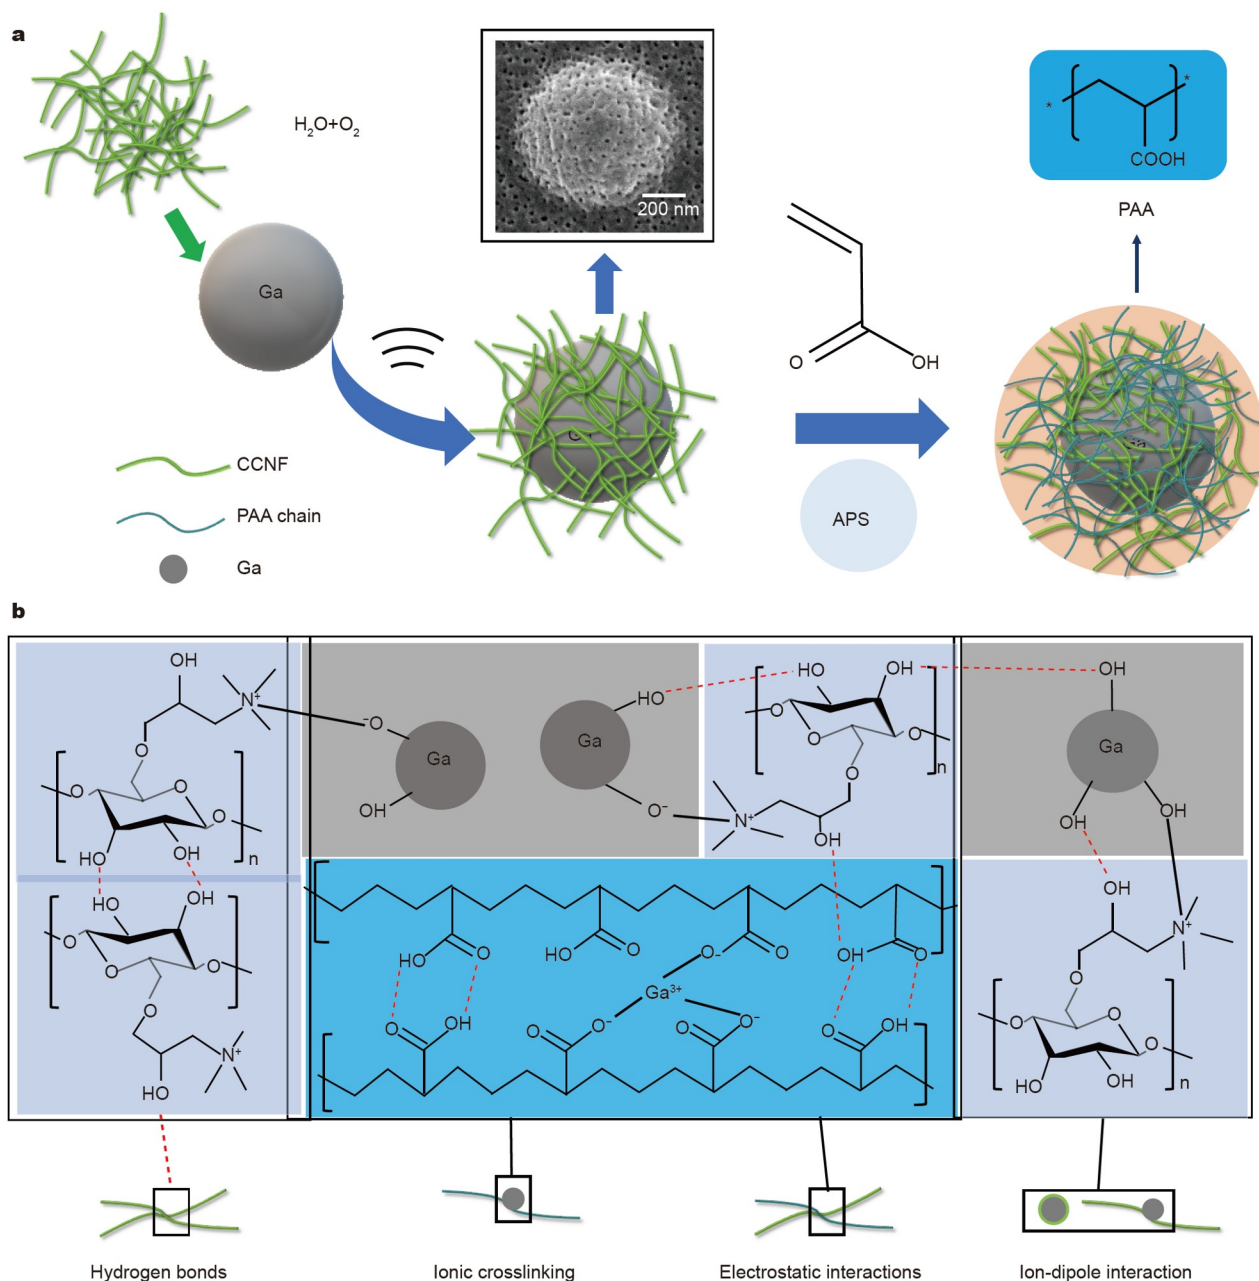 a
H₂O+O₂
200 nm
* * 
COOH
PAA
Ga
O
OH
CCNF
PAA chain
Ga
APS
Ga
b
OH
N⁺
⁻O
HO
HO
OH
OH
O
Ga
Ga
O
O
O
n
Ga
OH
O⁻
O
OH
OH
O
O
O
N⁺
OH
HO
OH
n
HO
OH
OH
N⁺
O
O
O
HO
O
HO
O
O⁻
O
OH
O
O
Ga³⁺
O
O
OH
O
O⁻
O
O⁻
O
OH
O
O
O
N⁺
HO
HO
OH
n
Hydrogen bonds
Ionic crosslinking
Electrostatic interactions
Ion-dipole interaction